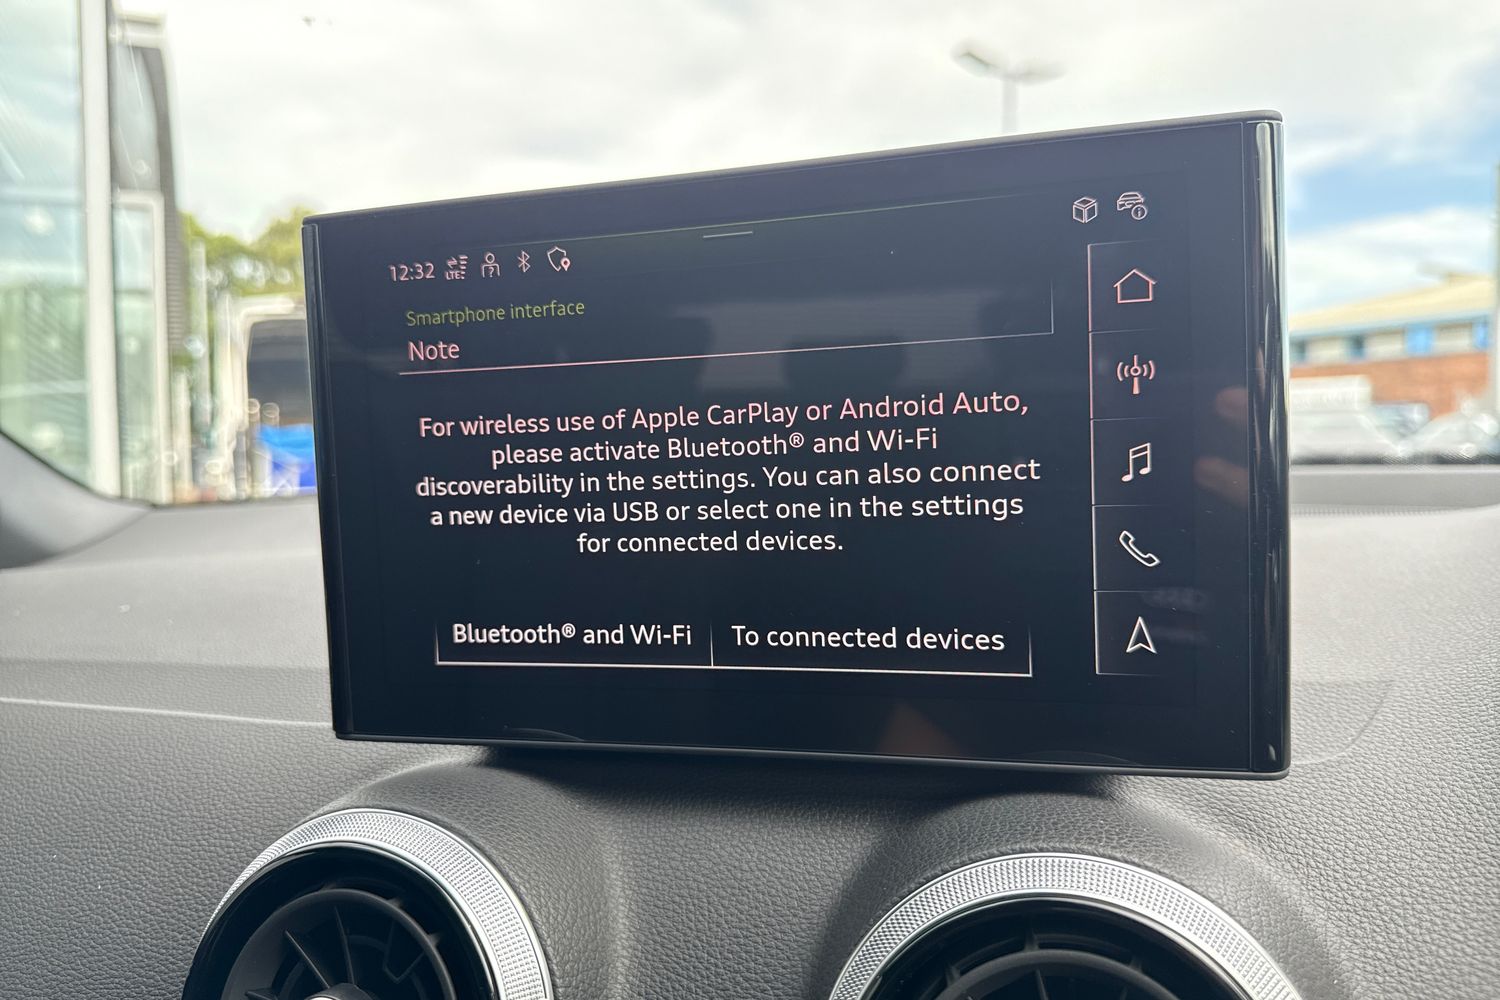 12:32 LTE
Smartphone interface
Note
For wireless use of Apple CarPlay or Android Auto,
please activate Bluetooth® and Wi-Fi
discoverability in the settings. You can also connect
a new device via USB or select one in the settings
for connected devices.
Bluetooth® and Wi-Fi
To connected devices